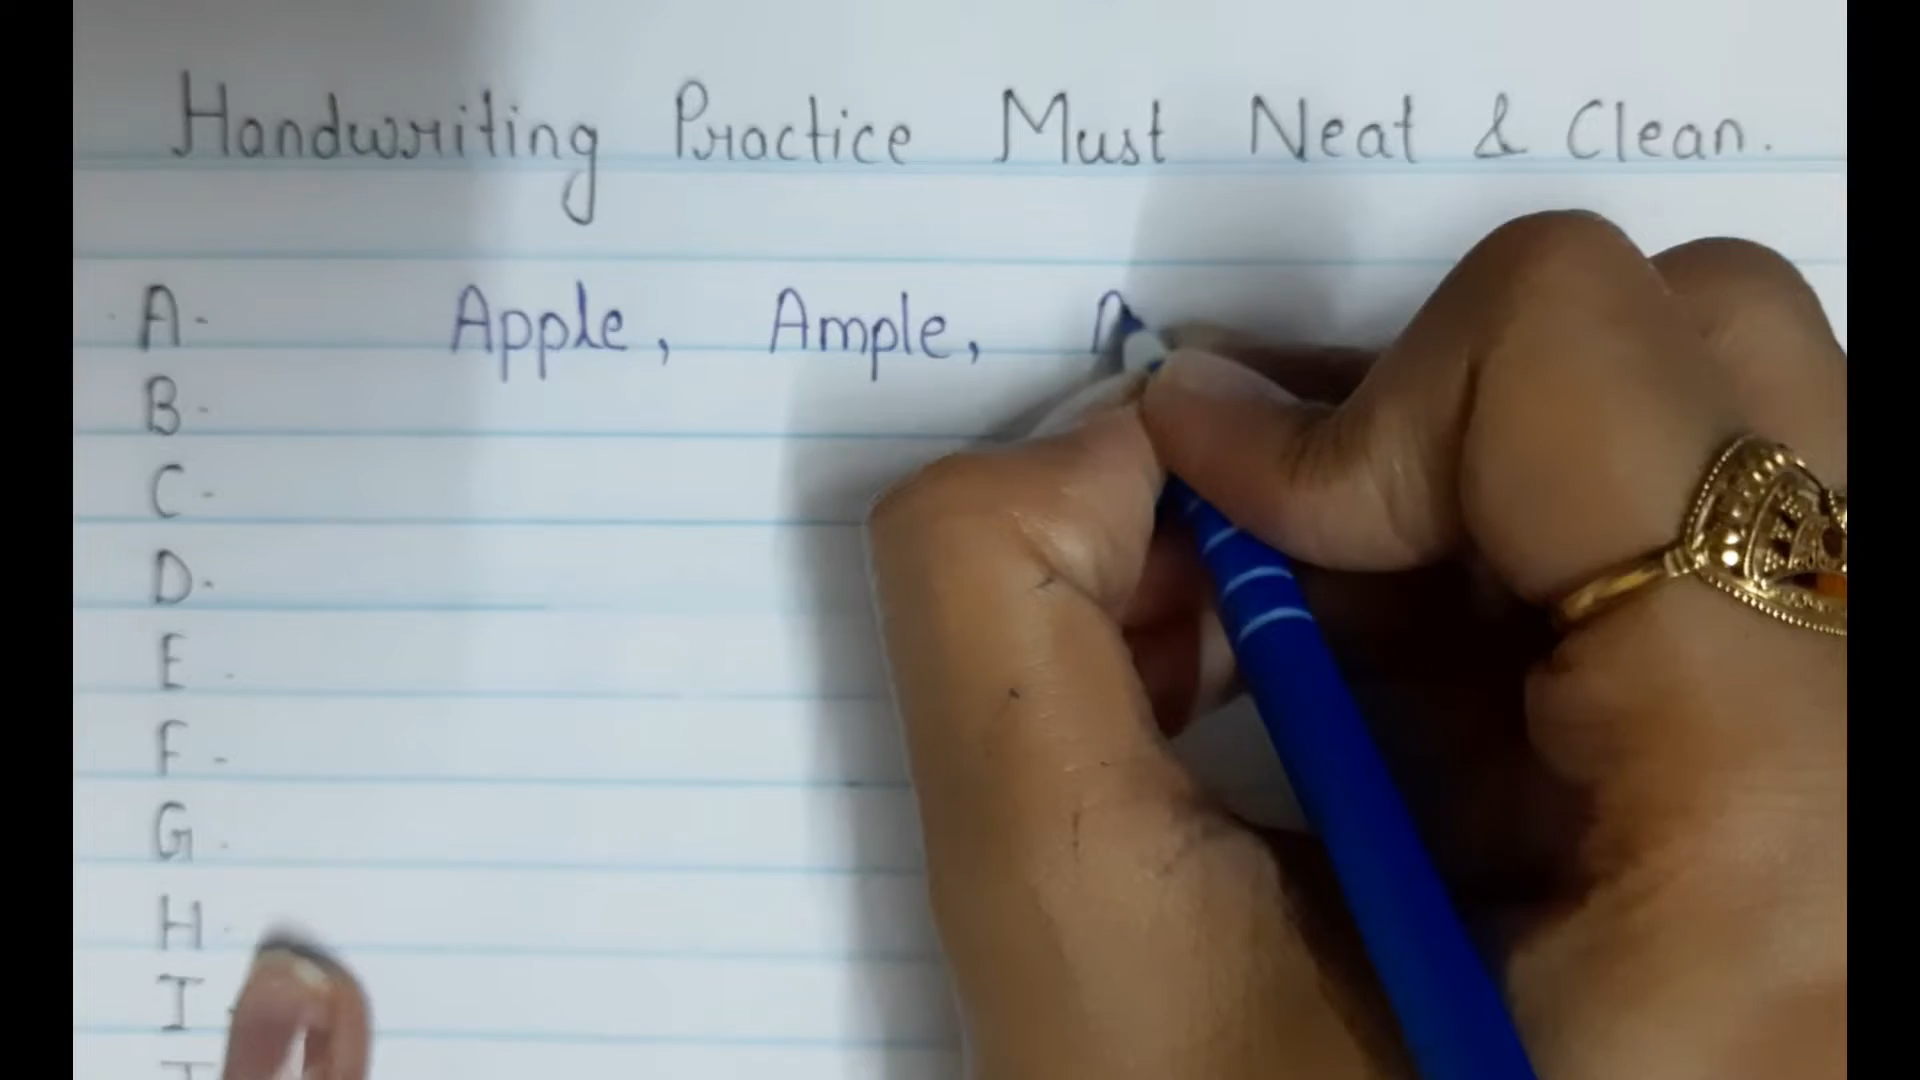 Handwriting Practice Must Neat & Clean.
A- Apple, Ample,
B-
C-
D-
E-
F-
G-
H-
I-